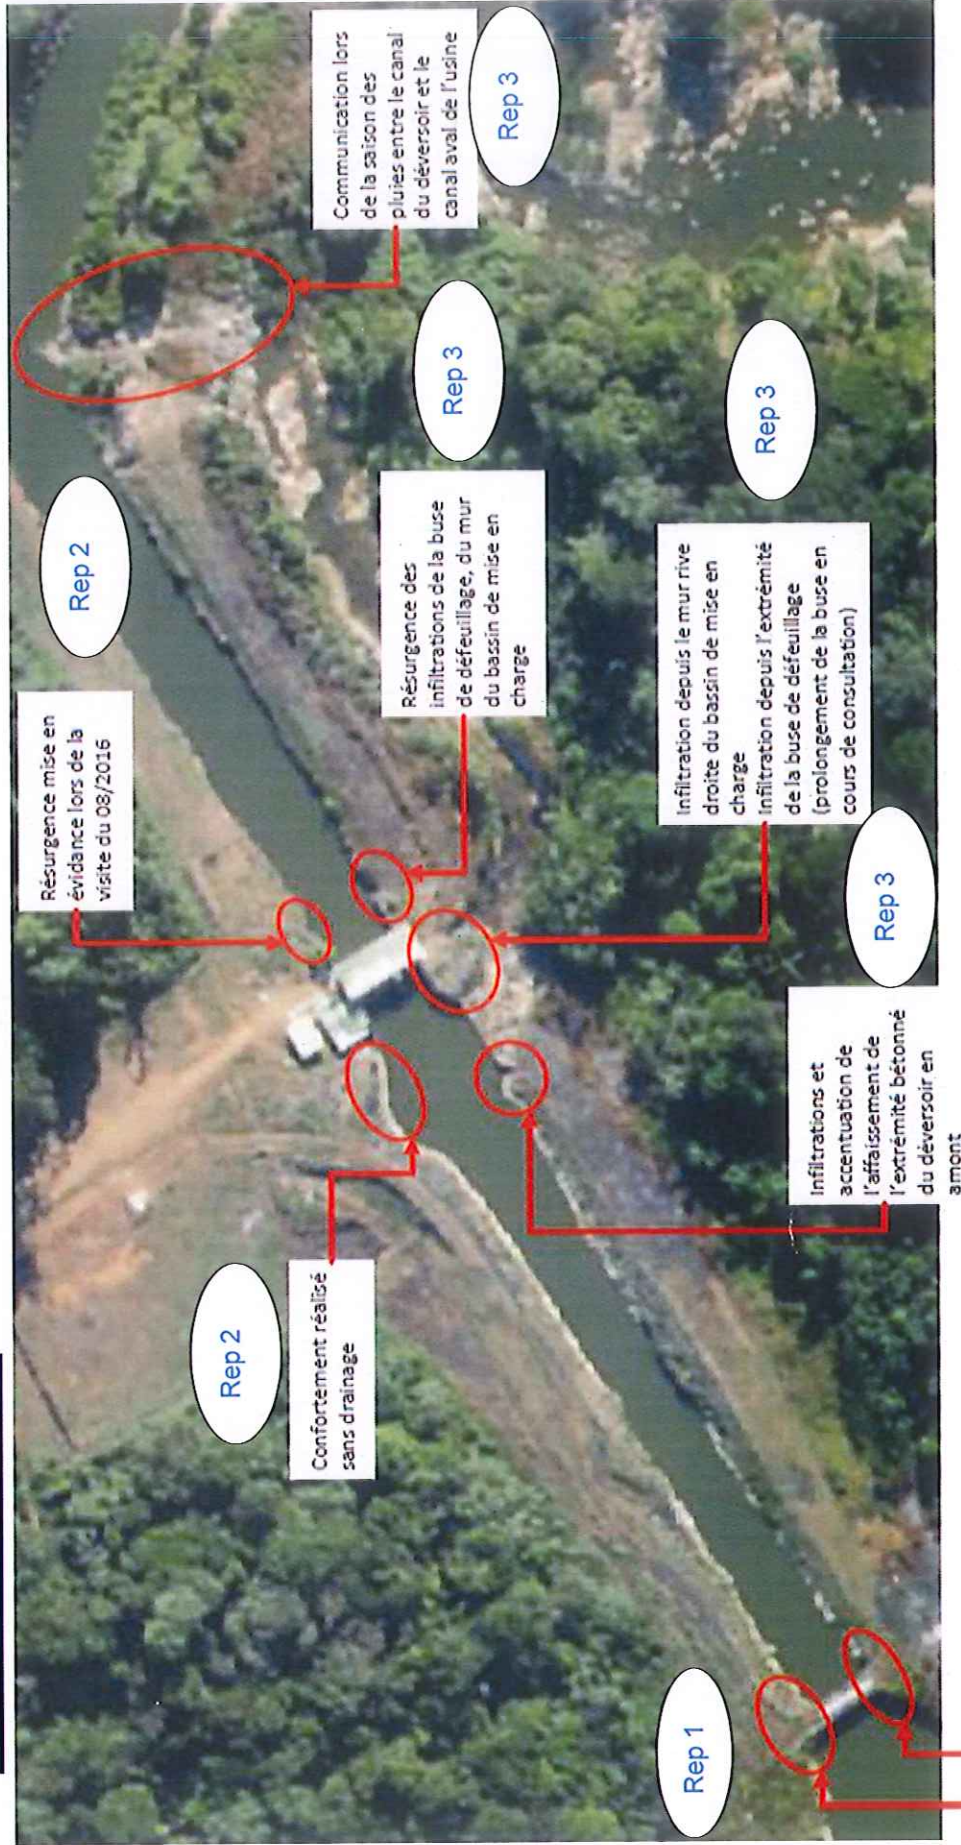 Résurgence mise en
évidance lors de la
visite du 08/2016
Rep 2
Rep 2
Confortement réalisé
sans drainage
Communication lors
de la saison des
pluies entre le canal
du déversoir et le
canal aval de l'usine
Rep 3
Résurgence des
infiltrations de la buse
de défeuillage, du mur
du bassin de mise en
charge
Rep 3
Rep 1
Infiltration depuis le mur rive
droite du bassin de mise en
charge
Infiltration depuis l'extrémité
de la buse de défeuillage
(prolongement de la buse en
cours de consultation)
Rep 3
Infiltrations et
accentuation de
l'affaissement de
l'extrémité bétonné
du déversoir en
amont
Rep 3